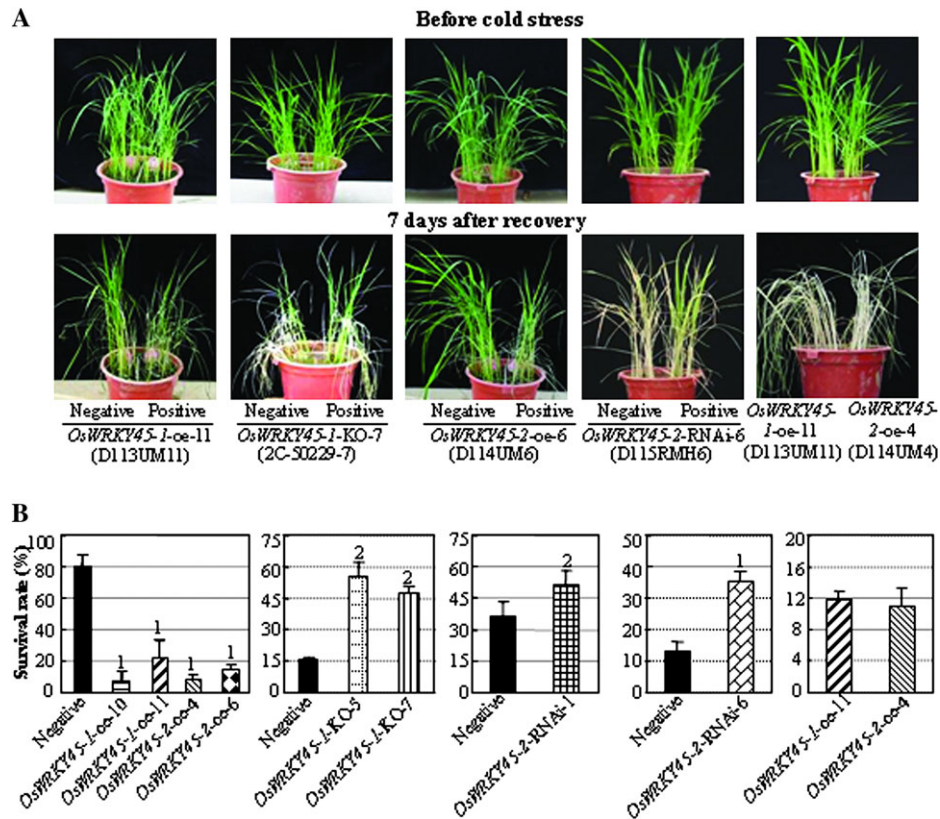 A
Before cold stress
7 days after recovery
Negative Positive
OsWRKY45-1-oe-11
(D113UM11)
Negative Positive
OsWRKY45-1-KO-7
(2C-50229-7)
Negative Positive
OsWRKY45-2-oe-6
(D114UM6)
Negative Positive
OsWRKY45-2-RNAi-6
(D115RMH6)
OsWRKY45-
1-oe-11
(D113UM11)
OsWRKY45-
2-oe-4
(D114UM4)
B
Survival rate (%)
100
80
60
40
20
0
1
1
1
1
Negative
OsWRKY45-1-oe-10
OsWRKY45-1-oe-11
OsWRKY45-2-oe-4
OsWRKY45-2-oe-6
75
60
45
30
15
0
2
2
Negative
OsWRKY45-1-KO-5
OsWRKY45-1-KO-7
75
60
45
30
15
0
2
Negative
OsWRKY45-2-RNAi-1
50
40
30
20
10
0
1
Negative
OsWRKY45-2-RNAi-6
20
16
12
8
4
0
OsWRKY45-1-oe-11
OsWRKY45-2-oe-4